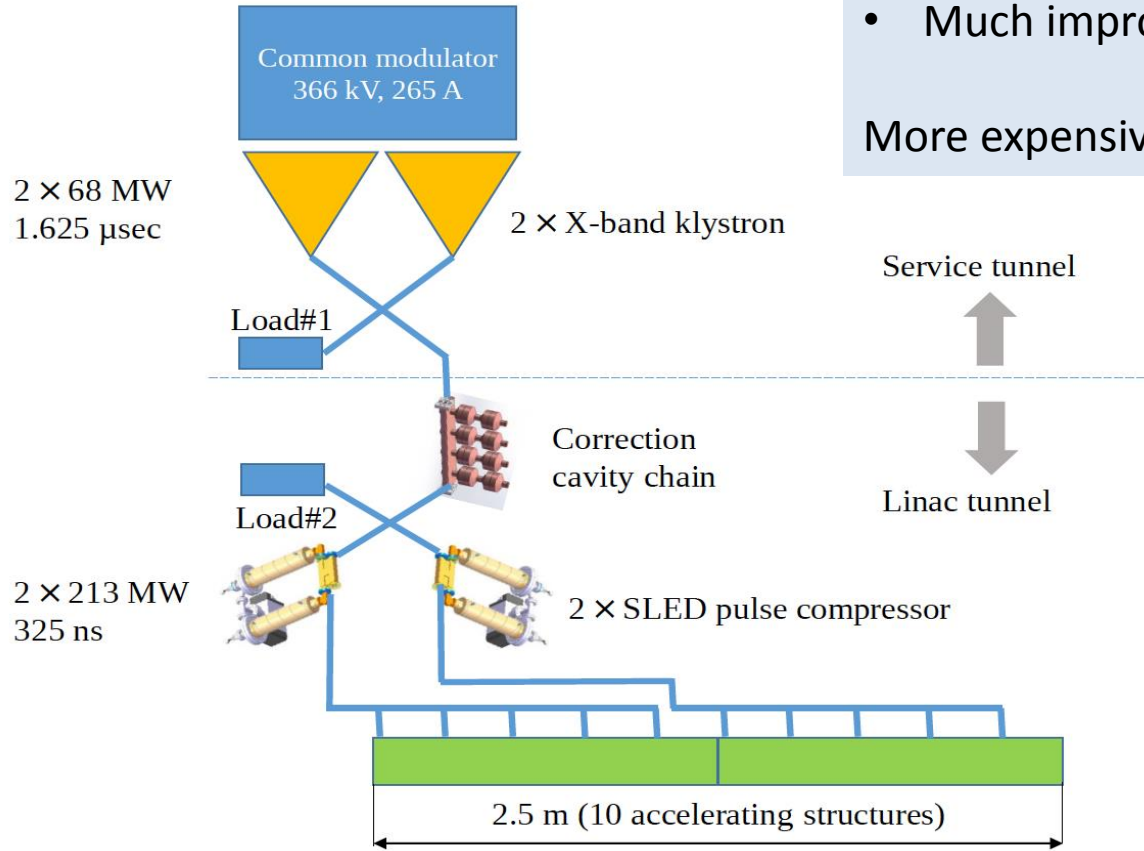 • Much impro
More expensiv
Common modulator
366 kV, 265 A
2 × 68 MW
1.625 μsec
2 × X-band klystron
Service tunnel
Load#1
Correction
cavity chain
Linac tunnel
Load#2
2 × 213 MW
325 ns
2 × SLED pulse compressor
2.5 m (10 accelerating structures)